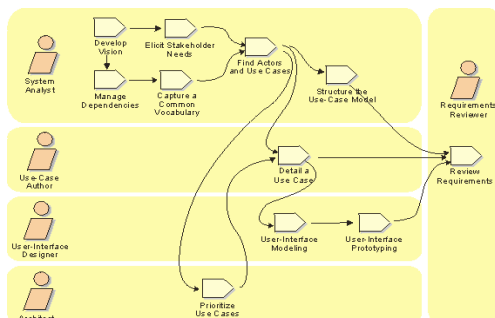 Develop
Vision
Elicit Stakeholder
Needs
Find Actors
and Use Cases
System
Analyst
Manage
Dependencies
Capture a
Common
Vocabulary
Structure the
Use-Case Model
Requirements
Reviewer
Use-Case
Author
Detail a
Use Case
Review
Requirements
User-Interface
Designer
User-Interface
Modeling
User-Interface
Prototyping
Prioritize
Use Cases
Architect